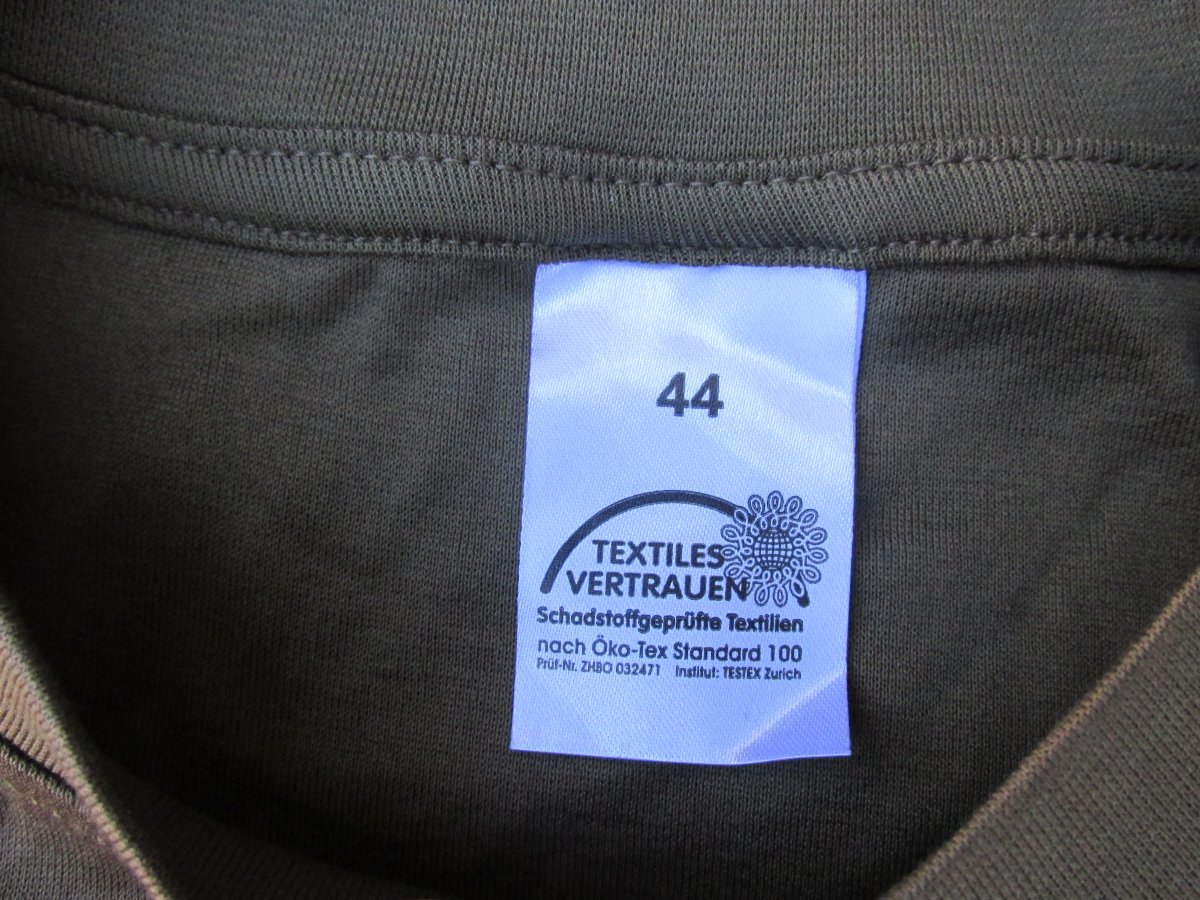 44
TEXTILES
VERTRAUEN
Schadstoffgeprüfte Textilien
nach Öko-Tex Standard 100
Prüf-Nr. ZHBO 032471 Institut: TESTEX Zurich